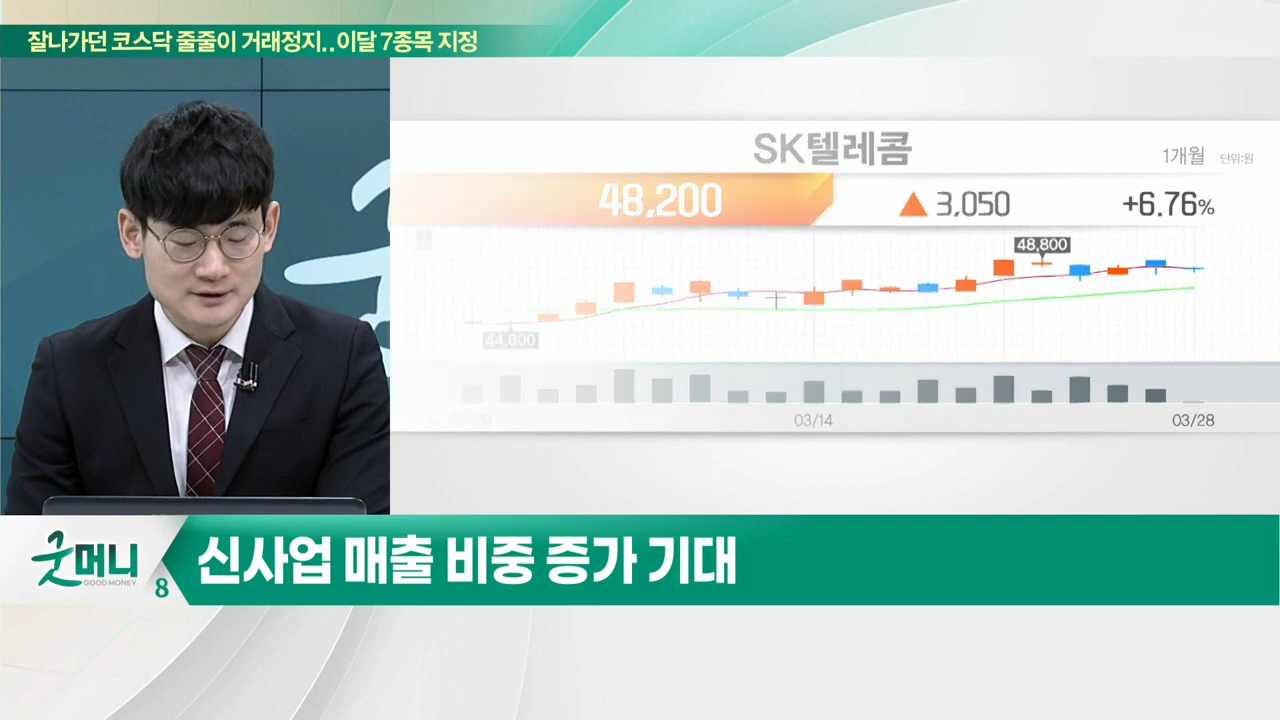 잘나가던 코스닥 줄줄이 거래정지..이달 7종목 지정
SK텔레콤
1개월 단위:원
48,200 ▲ 3,050 +6.76%
48,800
44,000
03/14 03/28
굿머니
GOOD MONEY
8
신사업 매출 비중 증가 기대